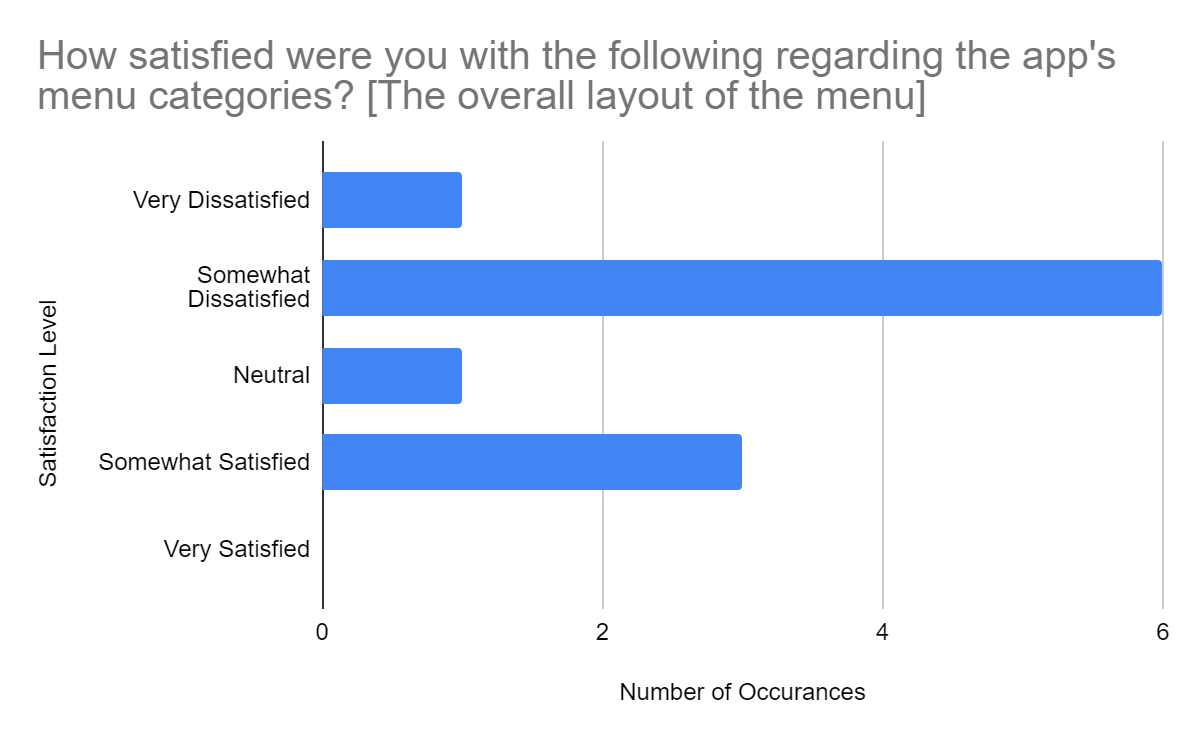 How satisfied were you with the following regarding the app's
menu categories? [The overall layout of the menu]
Satisfaction Level
Very Dissatisfied
Somewhat
Dissatisfied
Neutral
Somewhat Satisfied
Very Satisfied
0 2 4 6
Number of Occurances